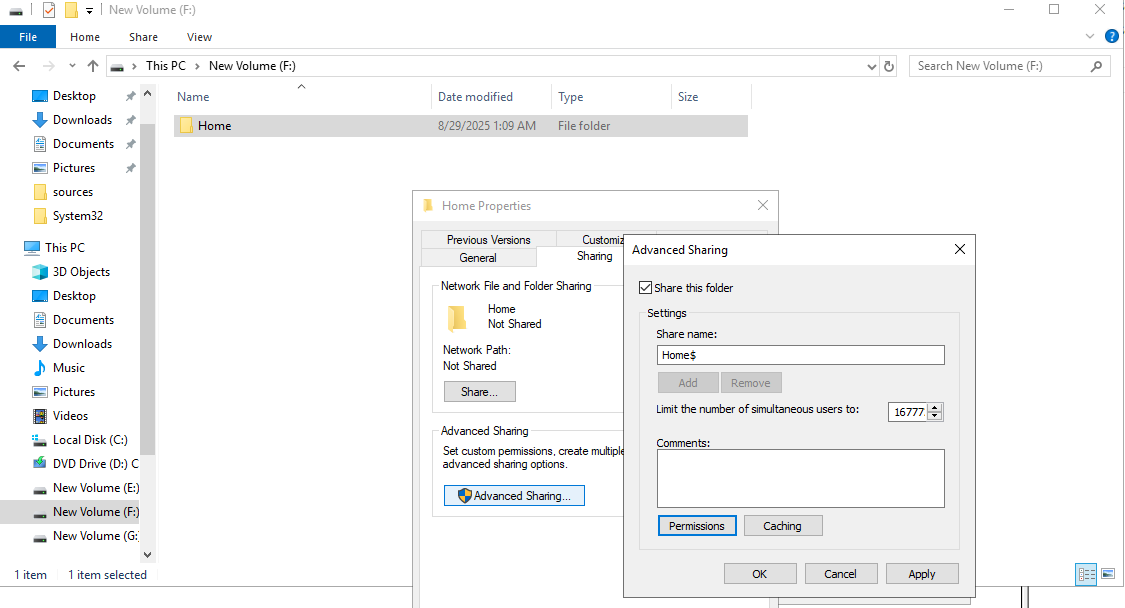 New Volume (F:)
File Home Share View
This PC New Volume (F:) Search New Volume (F:)
Name Date modified Type Size
Home 8/29/2025 1:09 AM File folder
Desktop
Downloads
Documents
Pictures
sources
System32
This PC
3D Objects
Desktop
Documents
Downloads
Music
Pictures
Videos
Local Disk (C:)
DVD Drive (D:) C
New Volume (E:)
New Volume (F:)
New Volume (G:
1 item 1 item selected
Home Properties
Previous Versions Customiz
General Sharing
Network File and Folder Sharing
Home
Not Shared
Network Path:
Not Shared
Share...
Advanced Sharing
Set custom permissions, create multiple
advanced sharing options.
Advanced Sharing...
Advanced Sharing
Share this folder
Settings
Share name:
Home$
Add Remove
Limit the number of simultaneous users to: 16777
Comments:
Permissions Caching
OK Cancel Apply